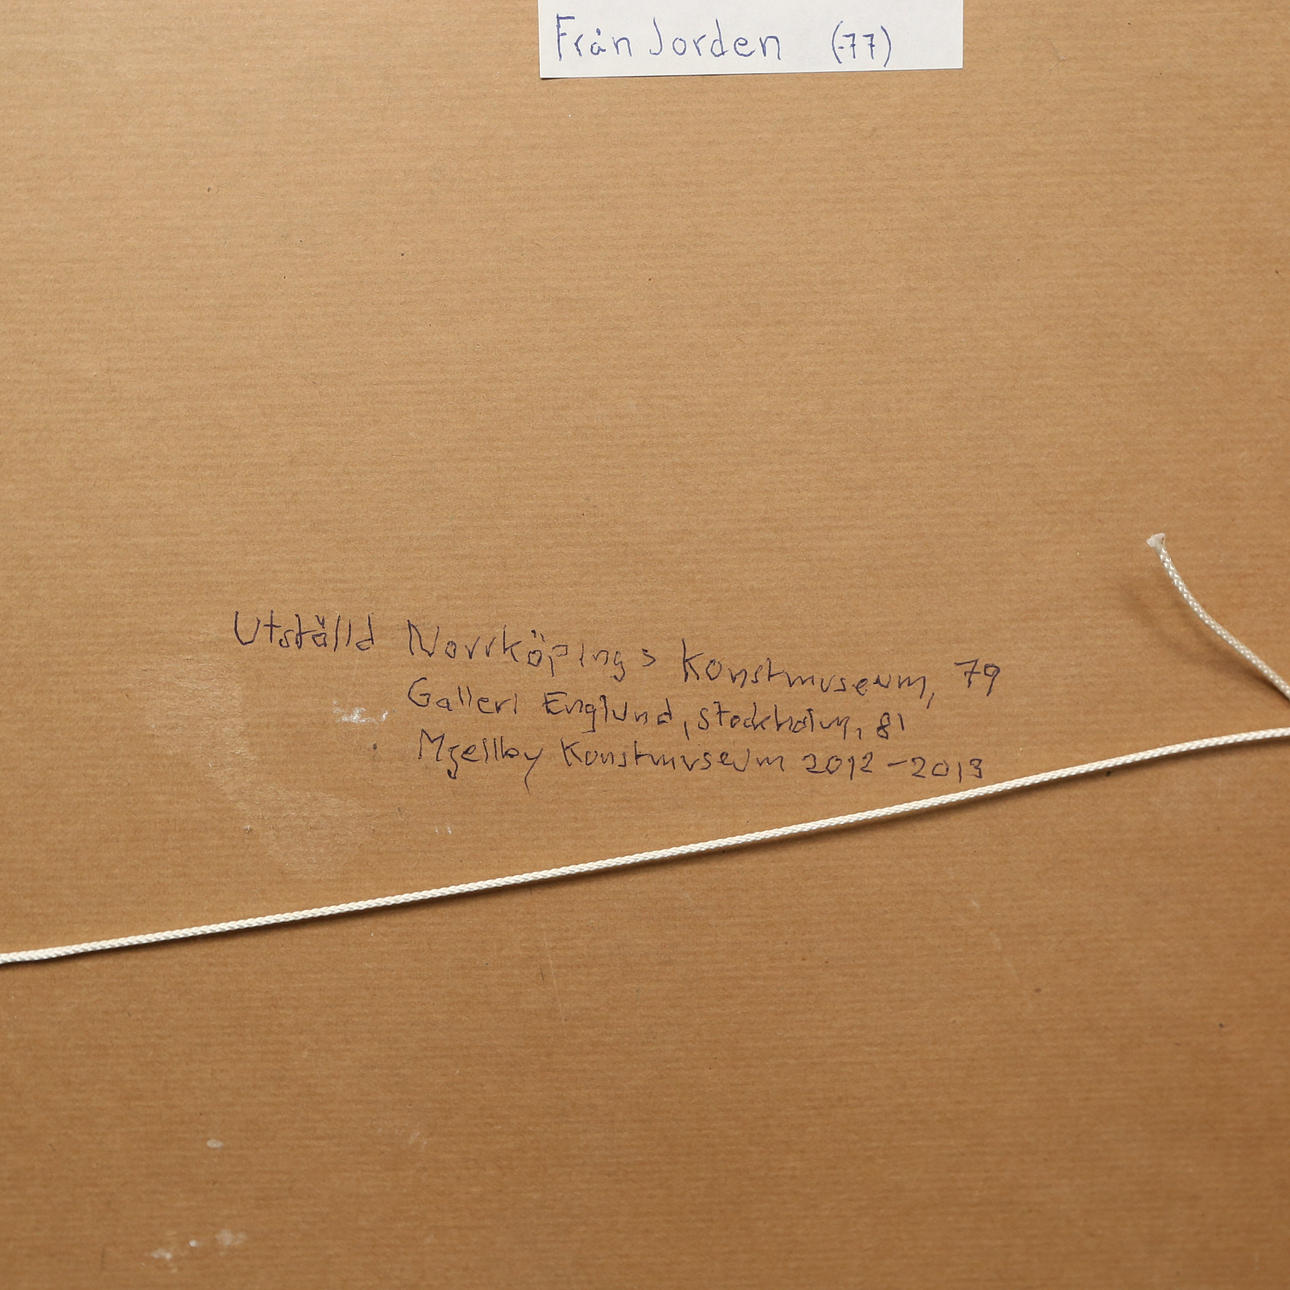 Från Jorden (-77)
Utställd Norrköpings Konstmuseum, 79
Galleri Englund, Stockholm, 81
Mjellby Konstmuseum 2012-2013